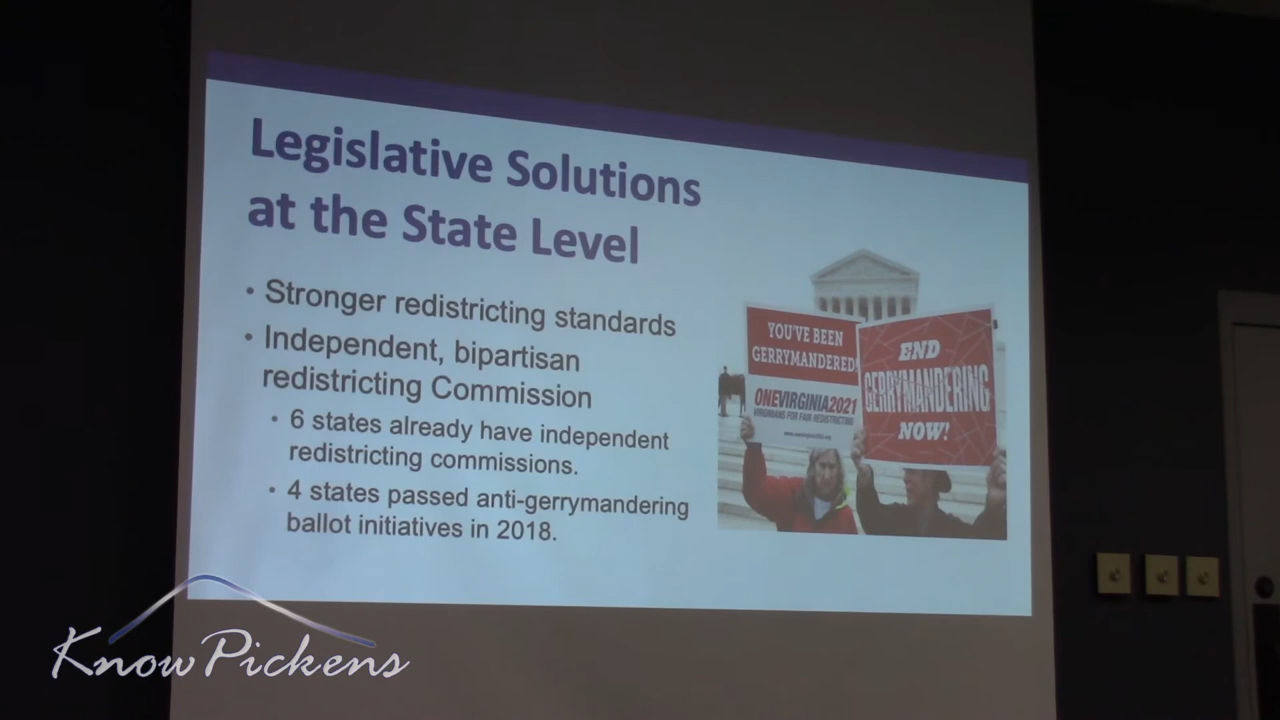 Legislative Solutions
at the State Level
• Stronger redistricting standards
• Independent, bipartisan
redistricting Commission
• 6 states already have independent
redistricting commissions.
• 4 states passed anti-gerrymandering
ballot initiatives in 2018.
YOU'VE BEEN
GERRYMANDERED!
ONEVIRGINIA2021
VIRGINIANS FOR FAIR REDISTRICTING
END
GERRYMANDERING
NOW!
KnowPickens